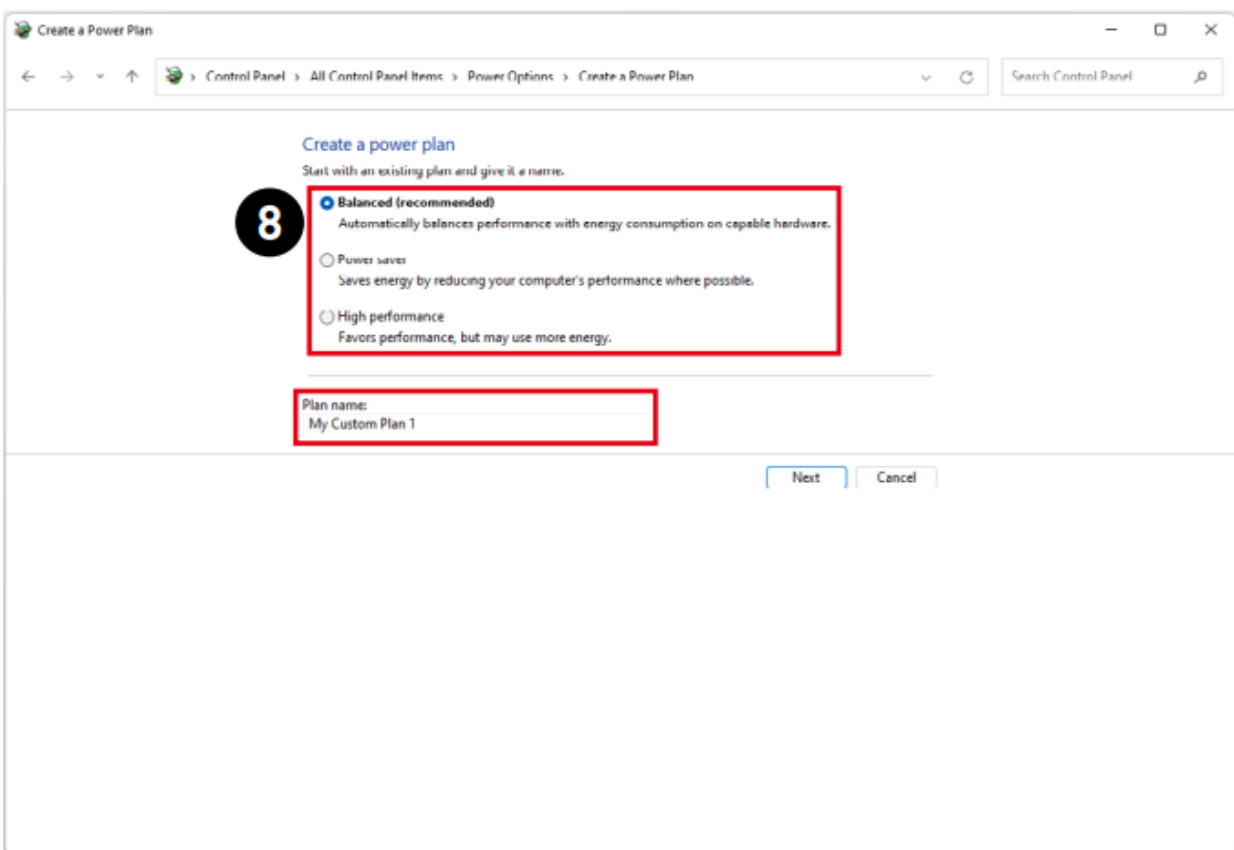 Create a Power Plan
Control Panel > All Control Panel Items > Power Options > Create a Power Plan
Search Control Panel
Create a power plan
Start with an existing plan and give it a name.
8
Balanced (recommended)
Automatically balances performance with energy consumption on capable hardware.
Power saver
Saves energy by reducing your computer's performance where possible.
High performance
Favors performance, but may use more energy.
Plan name:
My Custom Plan 1
Next Cancel